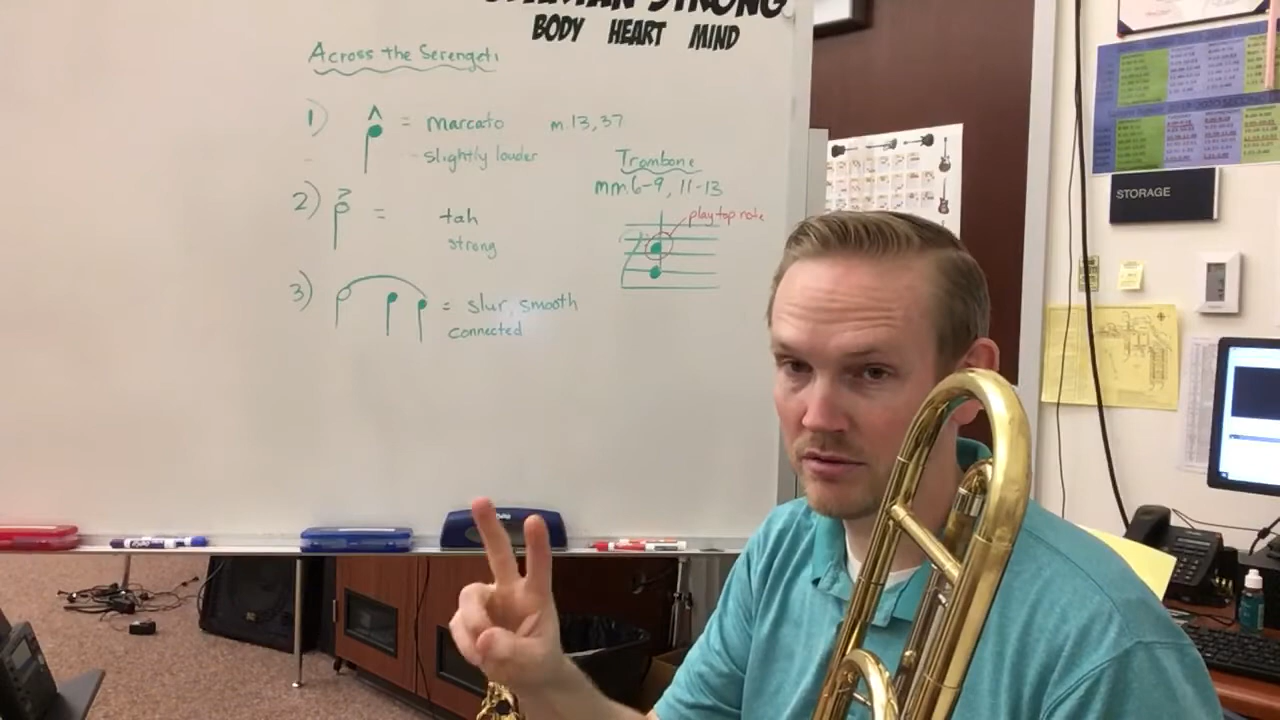 STRONG
BODY HEART MIND
Across the Serengeti
1) = marcato m.13, 37
slightly louder
2) = tah
strong
3) = slur, smooth
connected
Trombone
mm.6-9, 11-13
play top note
STORAGE